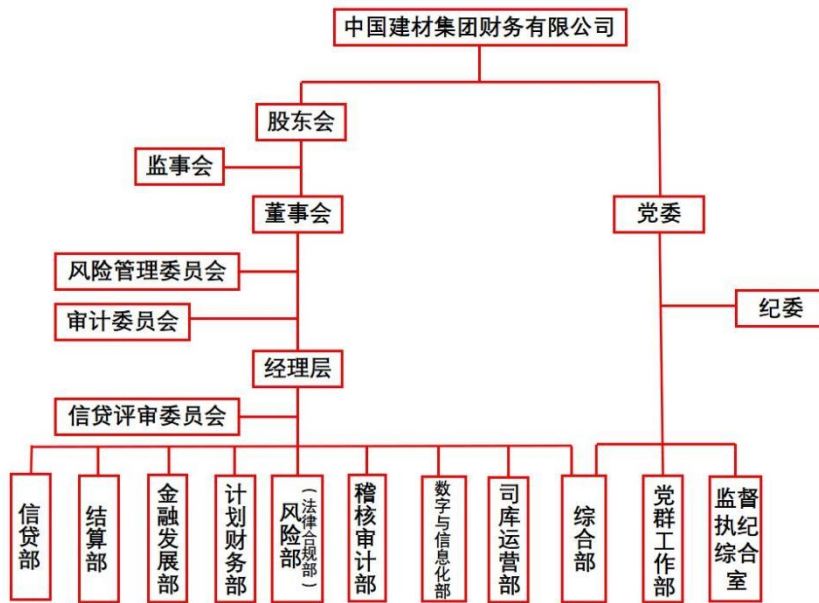 中国建材集团财务有限公司
股东会
监事会
董事会
党委
风险管理委员会
纪委
审计委员会
经理层
信贷评审委员会
信贷部
结算部
金融发展部
计划财务部
风险部
(法律合规部)
稽核审计部
数字与信息化部
司库运营部
综合部
党群工作部
监督执纪综合室